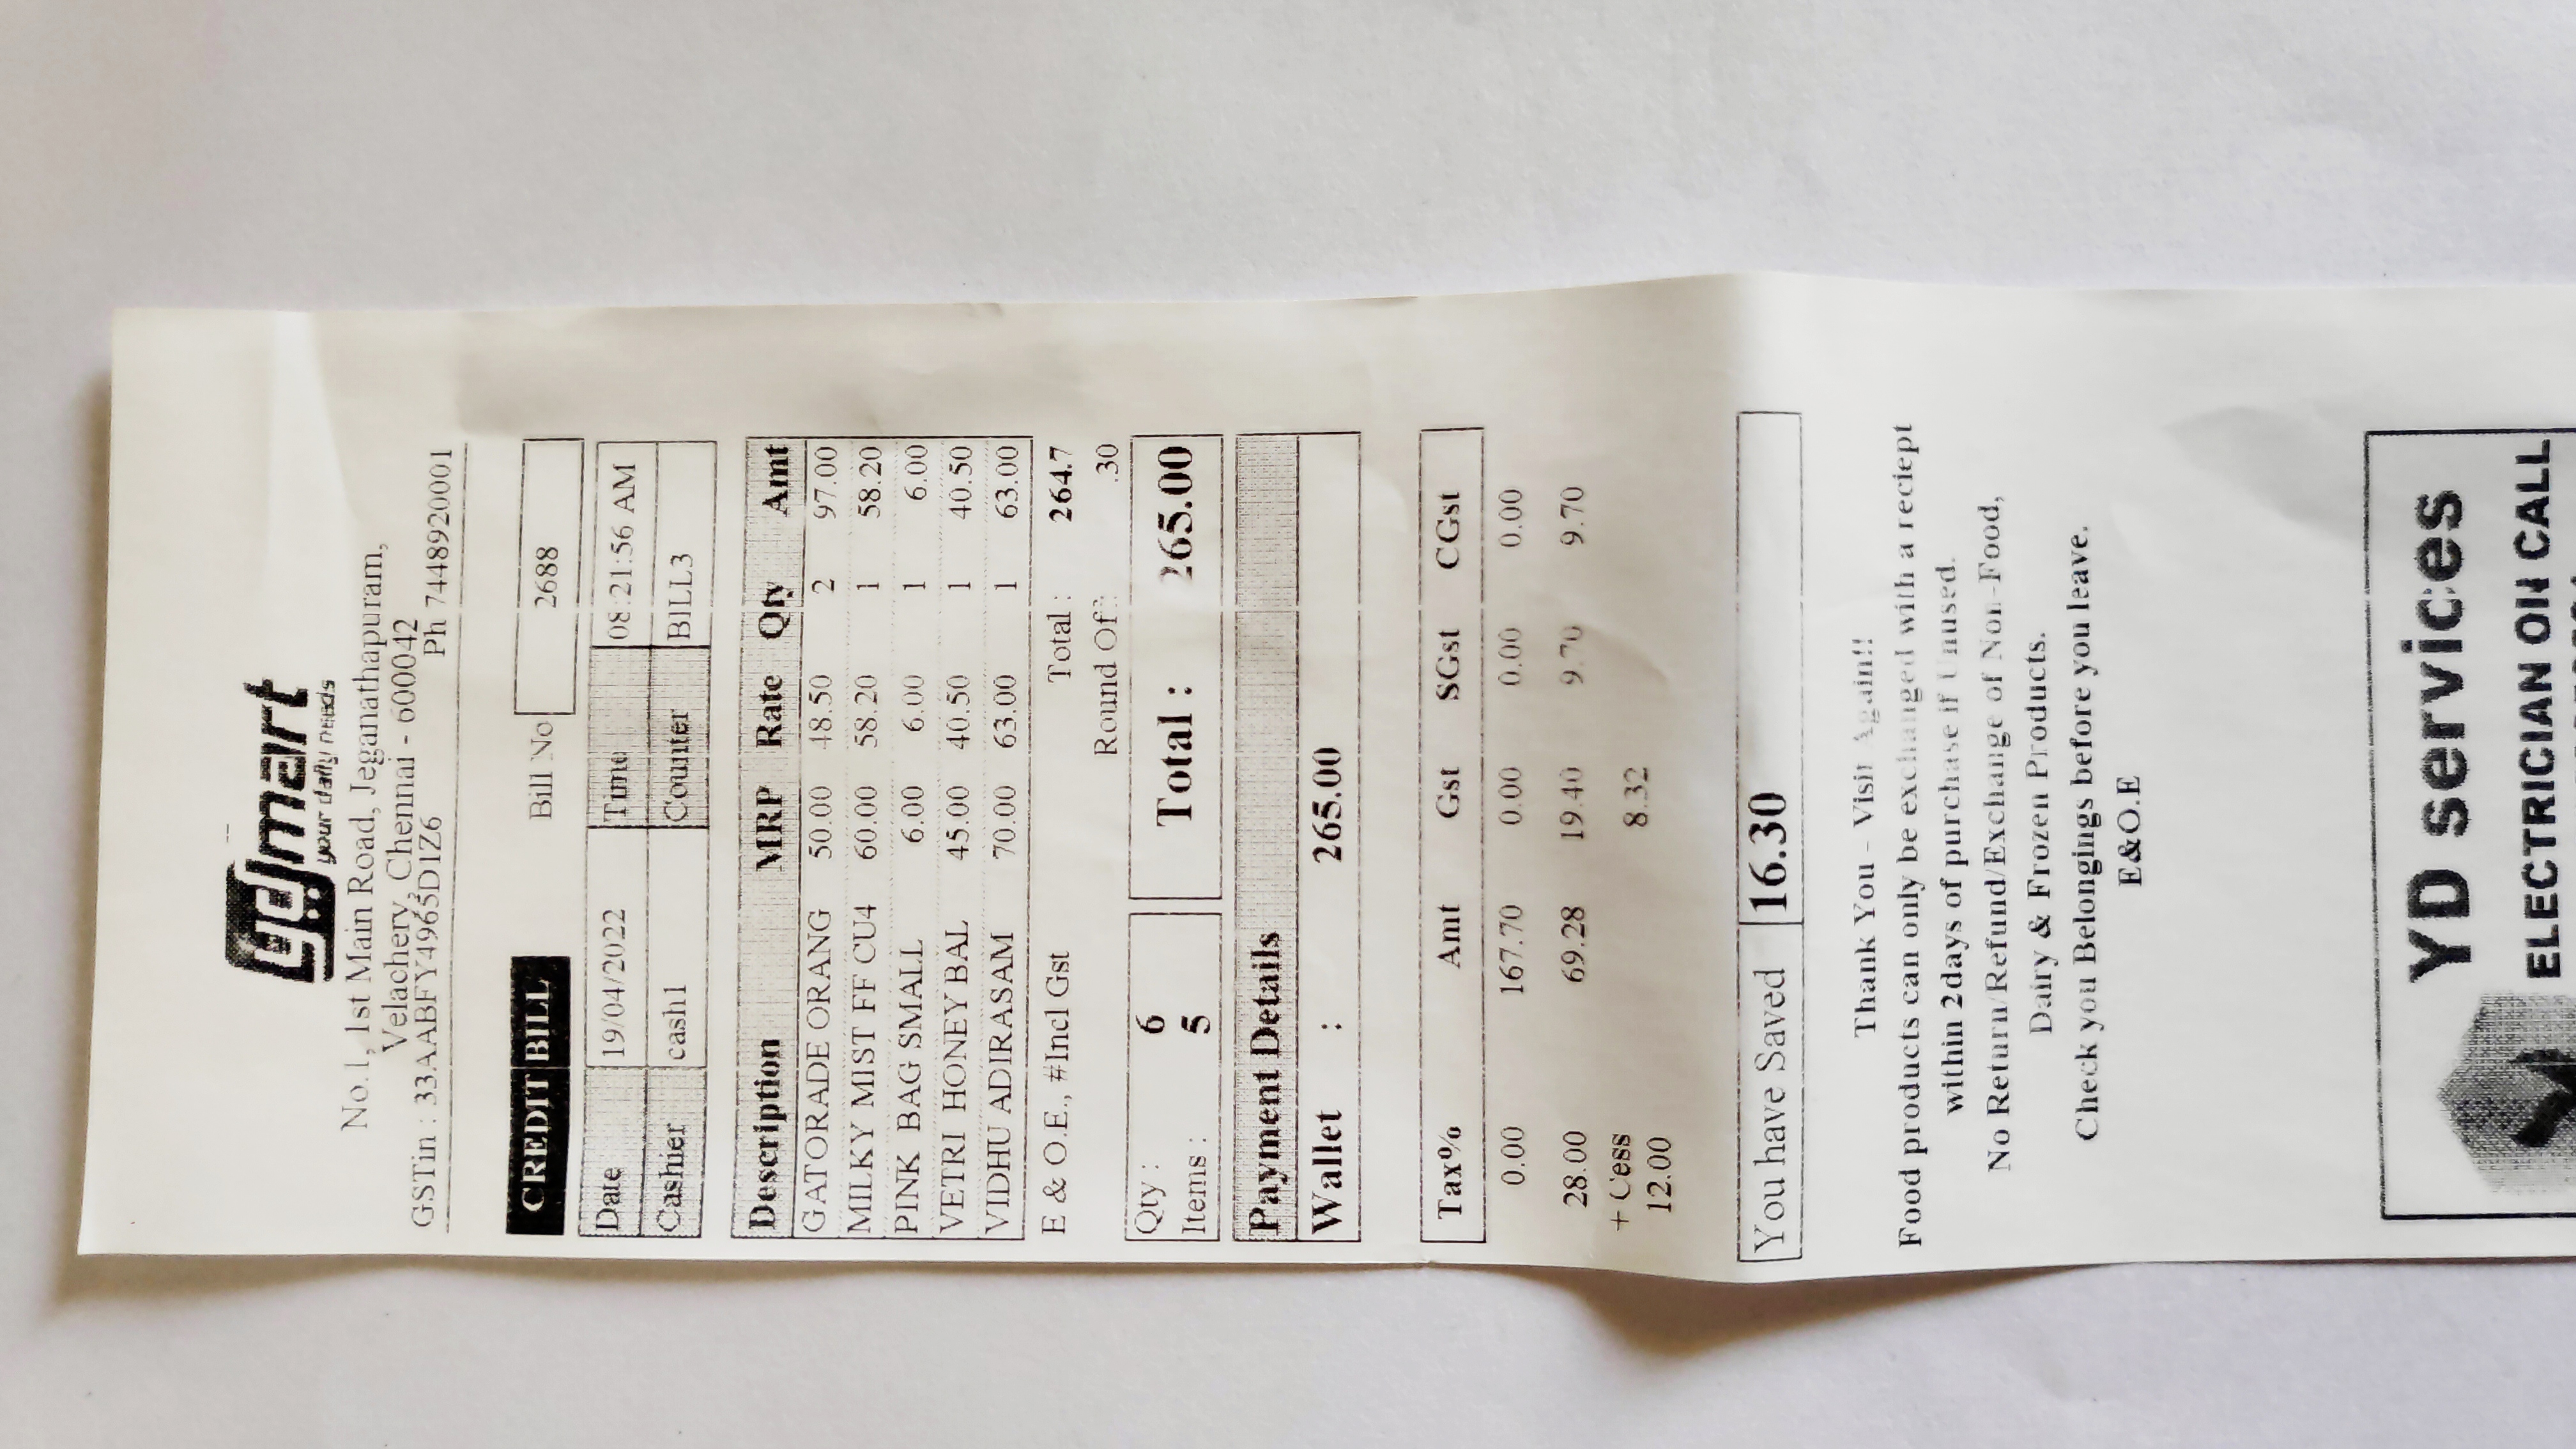 ydmart
your daily needs
No.1, 1st Main Road, Jeganathapuram,
Velachery, Chennai - 600042
GSTin : 33AABFY4965D1Z6 Ph 7448920001
CREDIT BILL Bill No 2688
Date 19/04/2022 Time 08:21:56 AM
Cashier cash1 Counter BILL3
Description MRP Rate Qty Amt
GATORADE ORANG 50.00 48.50 2 97.00
MILKY MIST FF CU4 60.00 58.20 1 58.20
PINK BAG SMALL 6.00 6.00 1 6.00
VETRI HONEY BAL 45.00 40.50 1 40.50
VIDHU ADIRASAM 70.00 63.00 1 63.00
E & O.E., #Incl Gst Total : 264.7
Round Off: .30
Qty : 6
Items : 5
Total : 265.00
Payment Details
Wallet : 265.00
Tax% Amt Gst SGst CGst
0.00 167.70 0.00 0.00 0.00
28.00 69.28 19.40 9.70 9.70
+ Cess
12.00 8.32
You have Saved 16.30
Thank You - Visit Again!!
Food products can only be exchanged with a reciept
within 2days of purchase if Unused.
No Return/Refund/Exchange of Non-Food,
Dairy & Frozen Products.
Check you Belongings before you leave.
E&O.E
YD services
ELECTRICIAN ON CALL